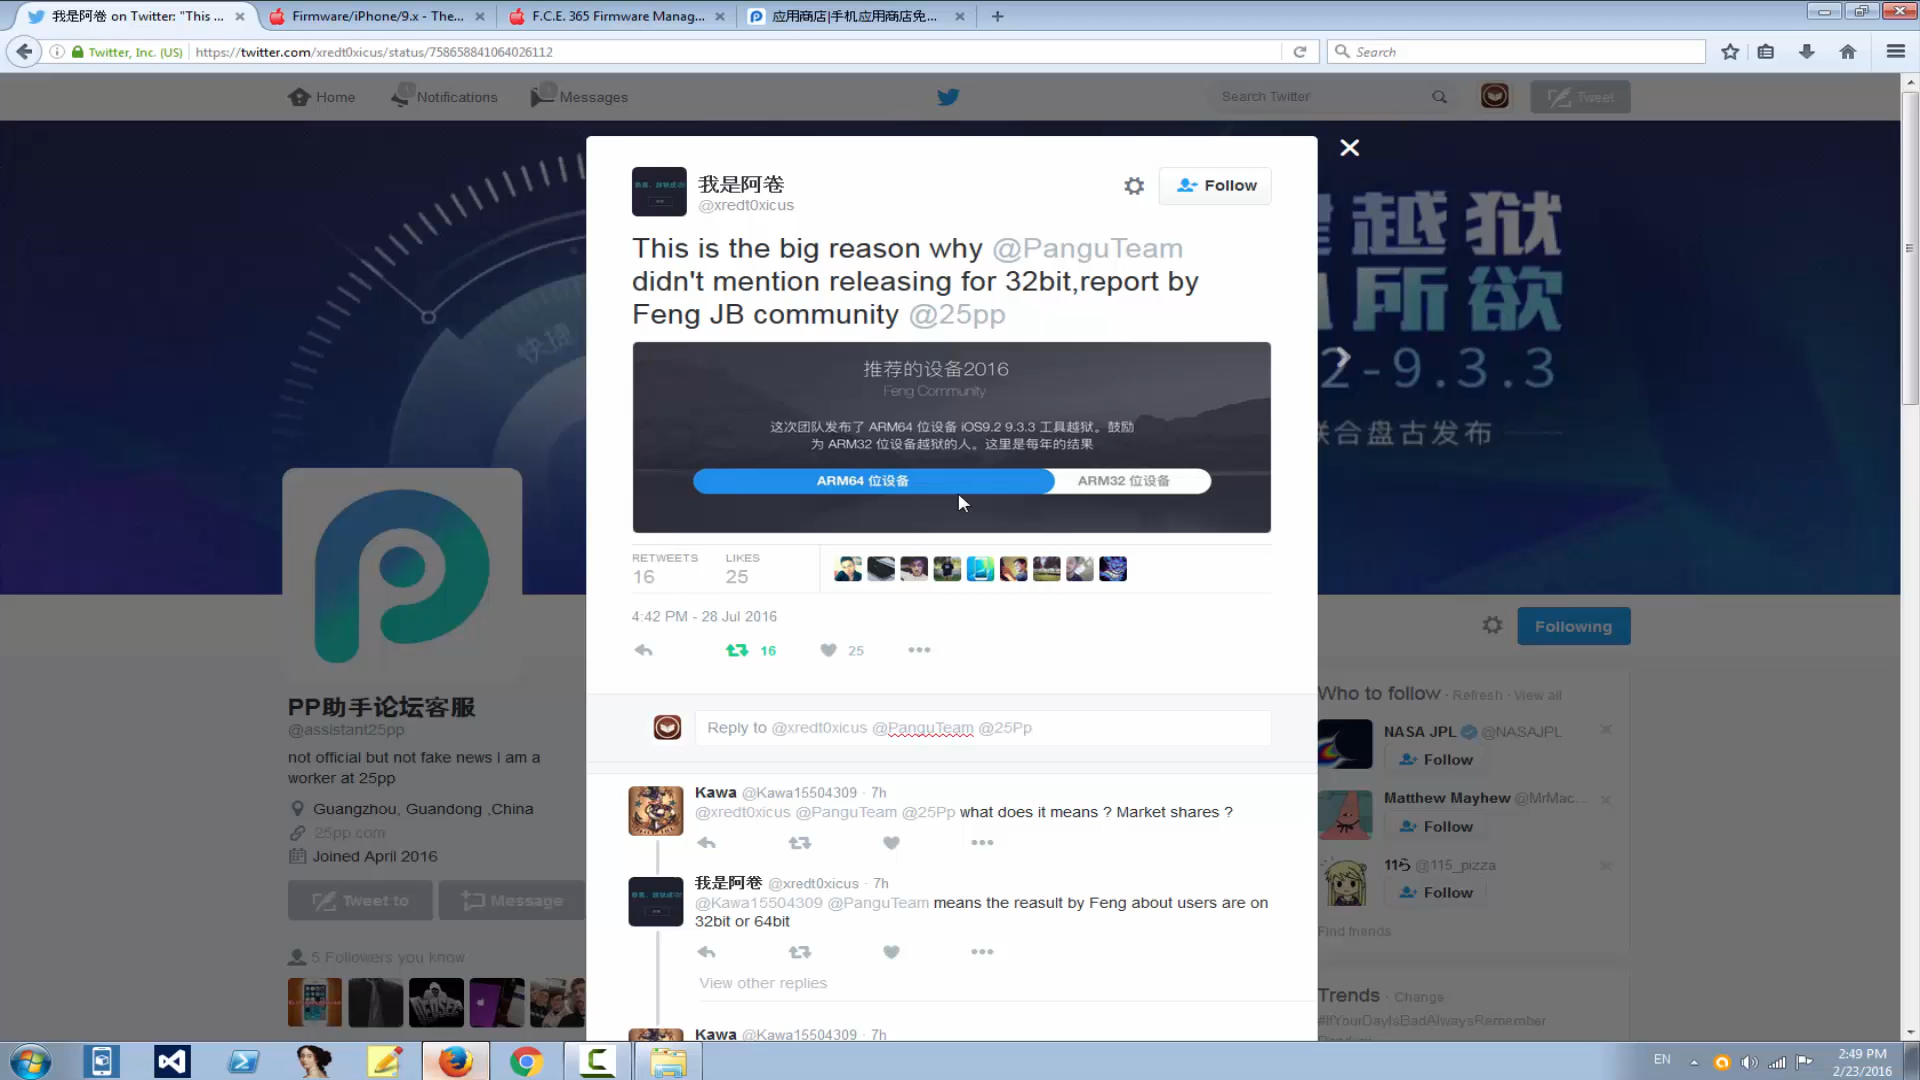 我是阿卷 on Twitter: "This ...
Firmware/iPhone/9.x - The...
F.C.E. 365 Firmware Manag...
应用商店|手机应用商店免...
Twitter, Inc. (US)
https://twitter.com/xredt0xicus/status/758658841064026112
Search
Home
Notifications
Messages
Search Twitter
Tweet
我是阿卷
@xredt0xicus
Follow
This is the big reason why @PanguTeam
didn't mention releasing for 32bit,report by
Feng JB community @25pp
推荐的设备2016
Feng Community
这次团队发布了 ARM64 位设备 iOS9.2 9.3.3 工具越狱。鼓励
为 ARM32 位设备越狱的人。这里是每年的结果
ARM64 位设备
ARM32 位设备
RETWEETS
16
LIKES
25
4:42 PM - 28 Jul 2016
16
25
Reply to @xredt0xicus @PanguTeam @25Pp
Kawa @Kawa15504309 · 7h
@xredt0xicus @PanguTeam @25Pp what does it means ? Market shares ?
我是阿卷 @xredt0xicus · 7h
@Kawa15504309 @PanguTeam means the reasult by Feng about users are on
32bit or 64bit
View other replies
Kawa @Kawa15504309 · 7h
快捷
越狱
所欲
2-9.3.3
联合盘古发布
PP助手论坛客服
@assistant25pp
not official but not fake news i am a
worker at 25pp
Guangzhou, Guandong ,China
25pp.com
Joined April 2016
Tweet to
Message
5 Followers you know
Following
Who to follow · Refresh · View all
NASA JPL @NASAJPL
Follow
Matthew Mayhew @MrMac...
Follow
11ら @115_pizza
Follow
Find friends
Trends · Change
#IfYourDayIsBadAlwaysRemember
EN
2:49 PM
2/23/2016